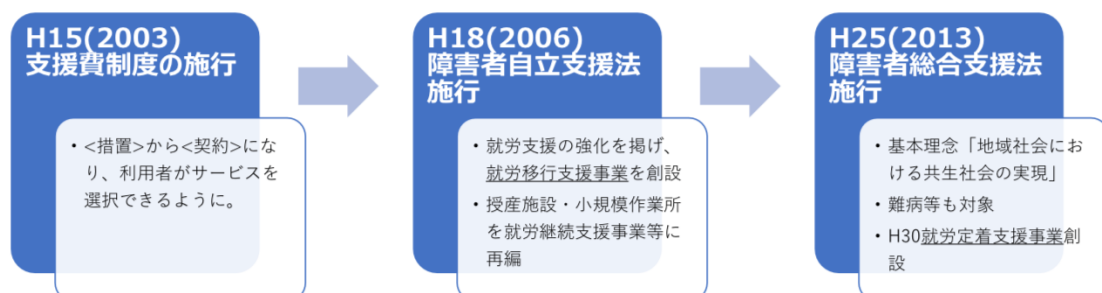 H15(2003)
支援費制度の施行
・<措置>から<契約>にな
り、利用者がサービスを
選択できるように。
H18(2006)
障害者自立支援法
施行
・就労支援の強化を掲げ、
就労移行支援事業を創設
・授産施設・小規模作業所
を就労継続支援事業等に
再編
H25(2013)
障害者総合支援法
施行
・基本理念「地域社会にお
ける共生社会の実現」
・難病等も対象
・H30就労定着支援事業創
設